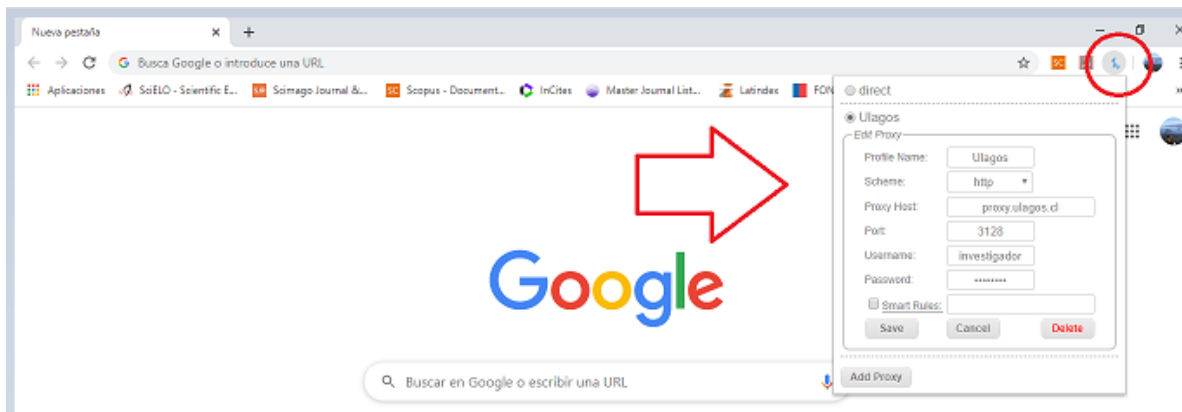 Nueva pestaña
Busca Google o introduce una URL
Aplicaciones SciELO - Scientific E... Scimago Journal &... SC Scopus - Document... InCites Master Journal List... Latindex FON
direct
Ulagos
Edit Proxy
Profile Name: Ulagos
Scheme: http
Proxy Host: proxy.ulagos.cl
Port: 3128
Username: investigador
Password: ········
Smart Rules:
Save Cancel Delete
Add Proxy
Google
Buscar en Google o escribir una URL